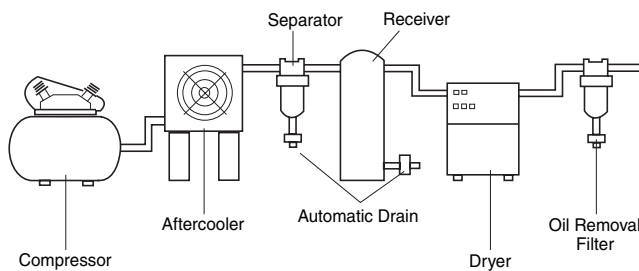 Separator
Receiver
Aftercooler
Automatic Drain
Compressor
Dryer
Oil Removal
Filter